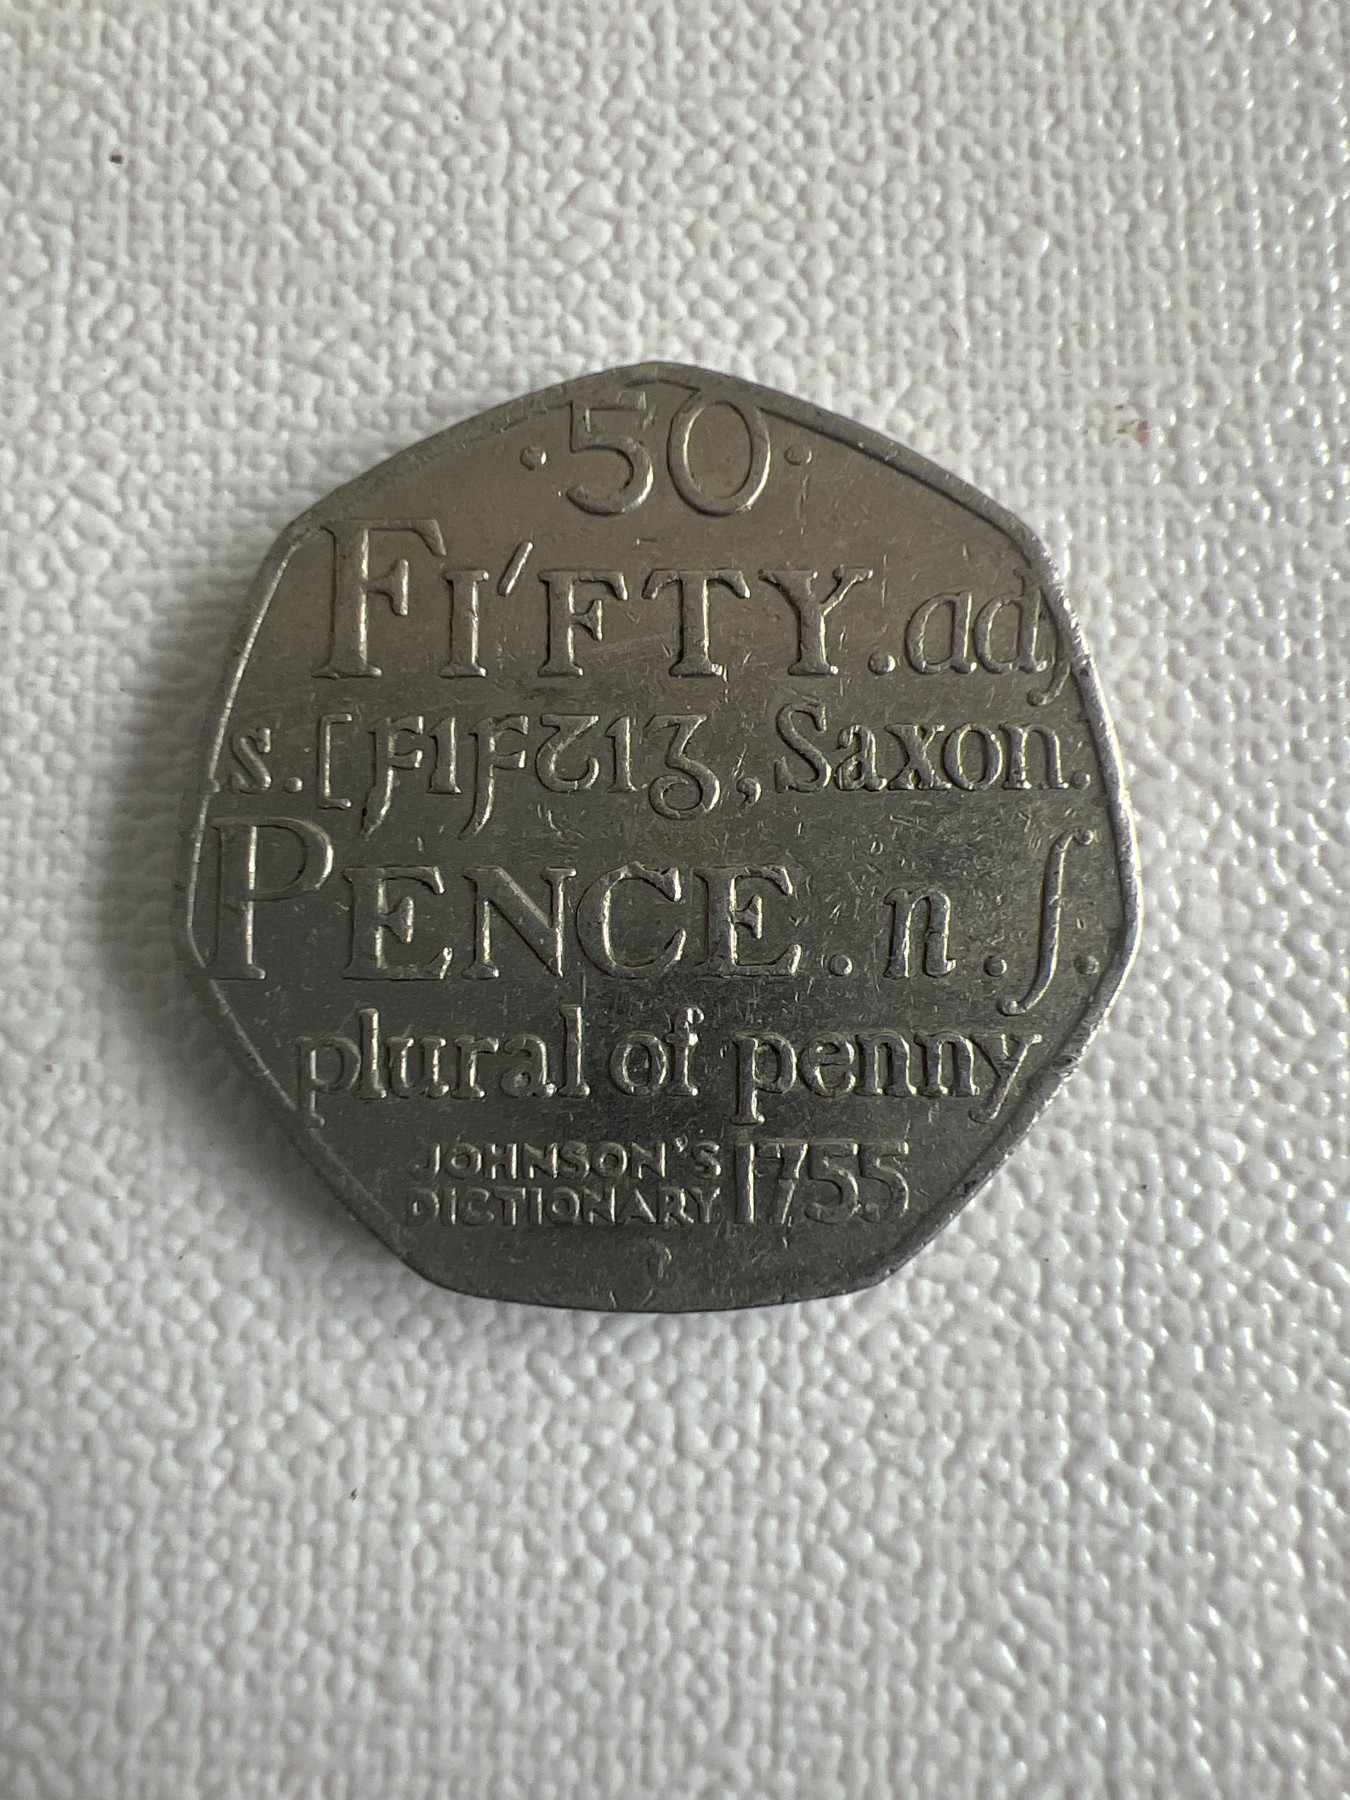 ·50·
FI′FTY.adj
s.[ꝼıꝼꞇıᵹ, Saxon.
PENCE.n.ſ.
plural of penny
JOHNSON'S 1755
DICTIONARY